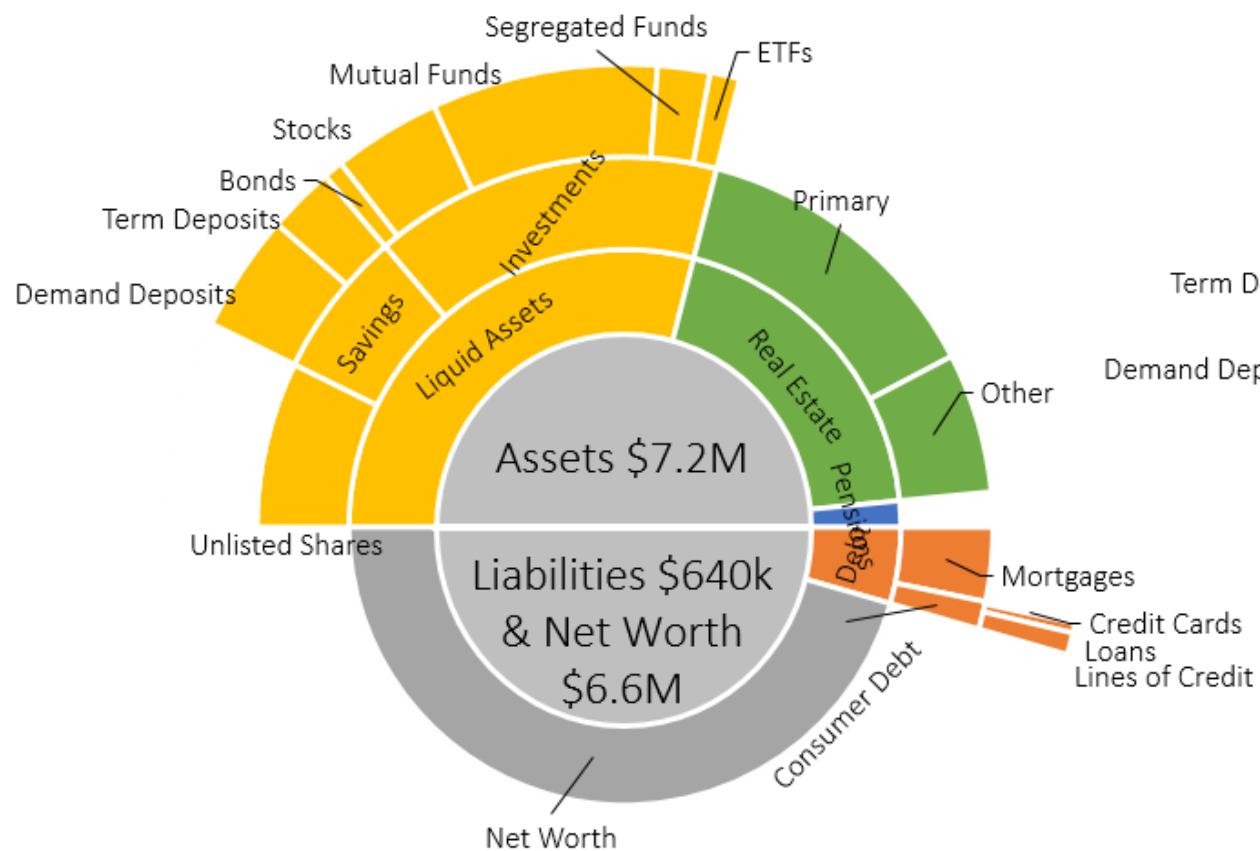 Segregated Funds
ETFs
Mutual Funds
Stocks
Bonds
Term Deposits
Demand Deposits
Investments
Savings
Liquid Assets
Primary
Real Estate
Other
Term D
Demand Dep
Assets $7.2M
Pensions
Unlisted Shares
Liabilities $640k
& Net Worth
$6.6M
Debt
Mortgages
Credit Cards
Loans
Lines of Credit
Consumer Debt
Net Worth